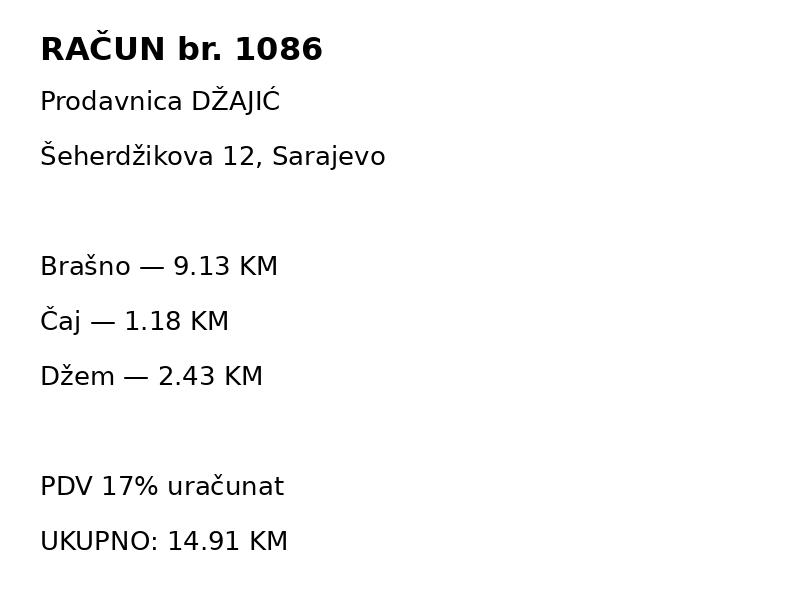 RAČUN br. 1086
Prodavnica DŽAJIĆ
Šeherdžikova 12, Sarajevo
Brašno — 9.13 KM
Čaj — 1.18 KM
Džem — 2.43 KM
PDV 17% uračunat
UKUPNO: 14.91 KM